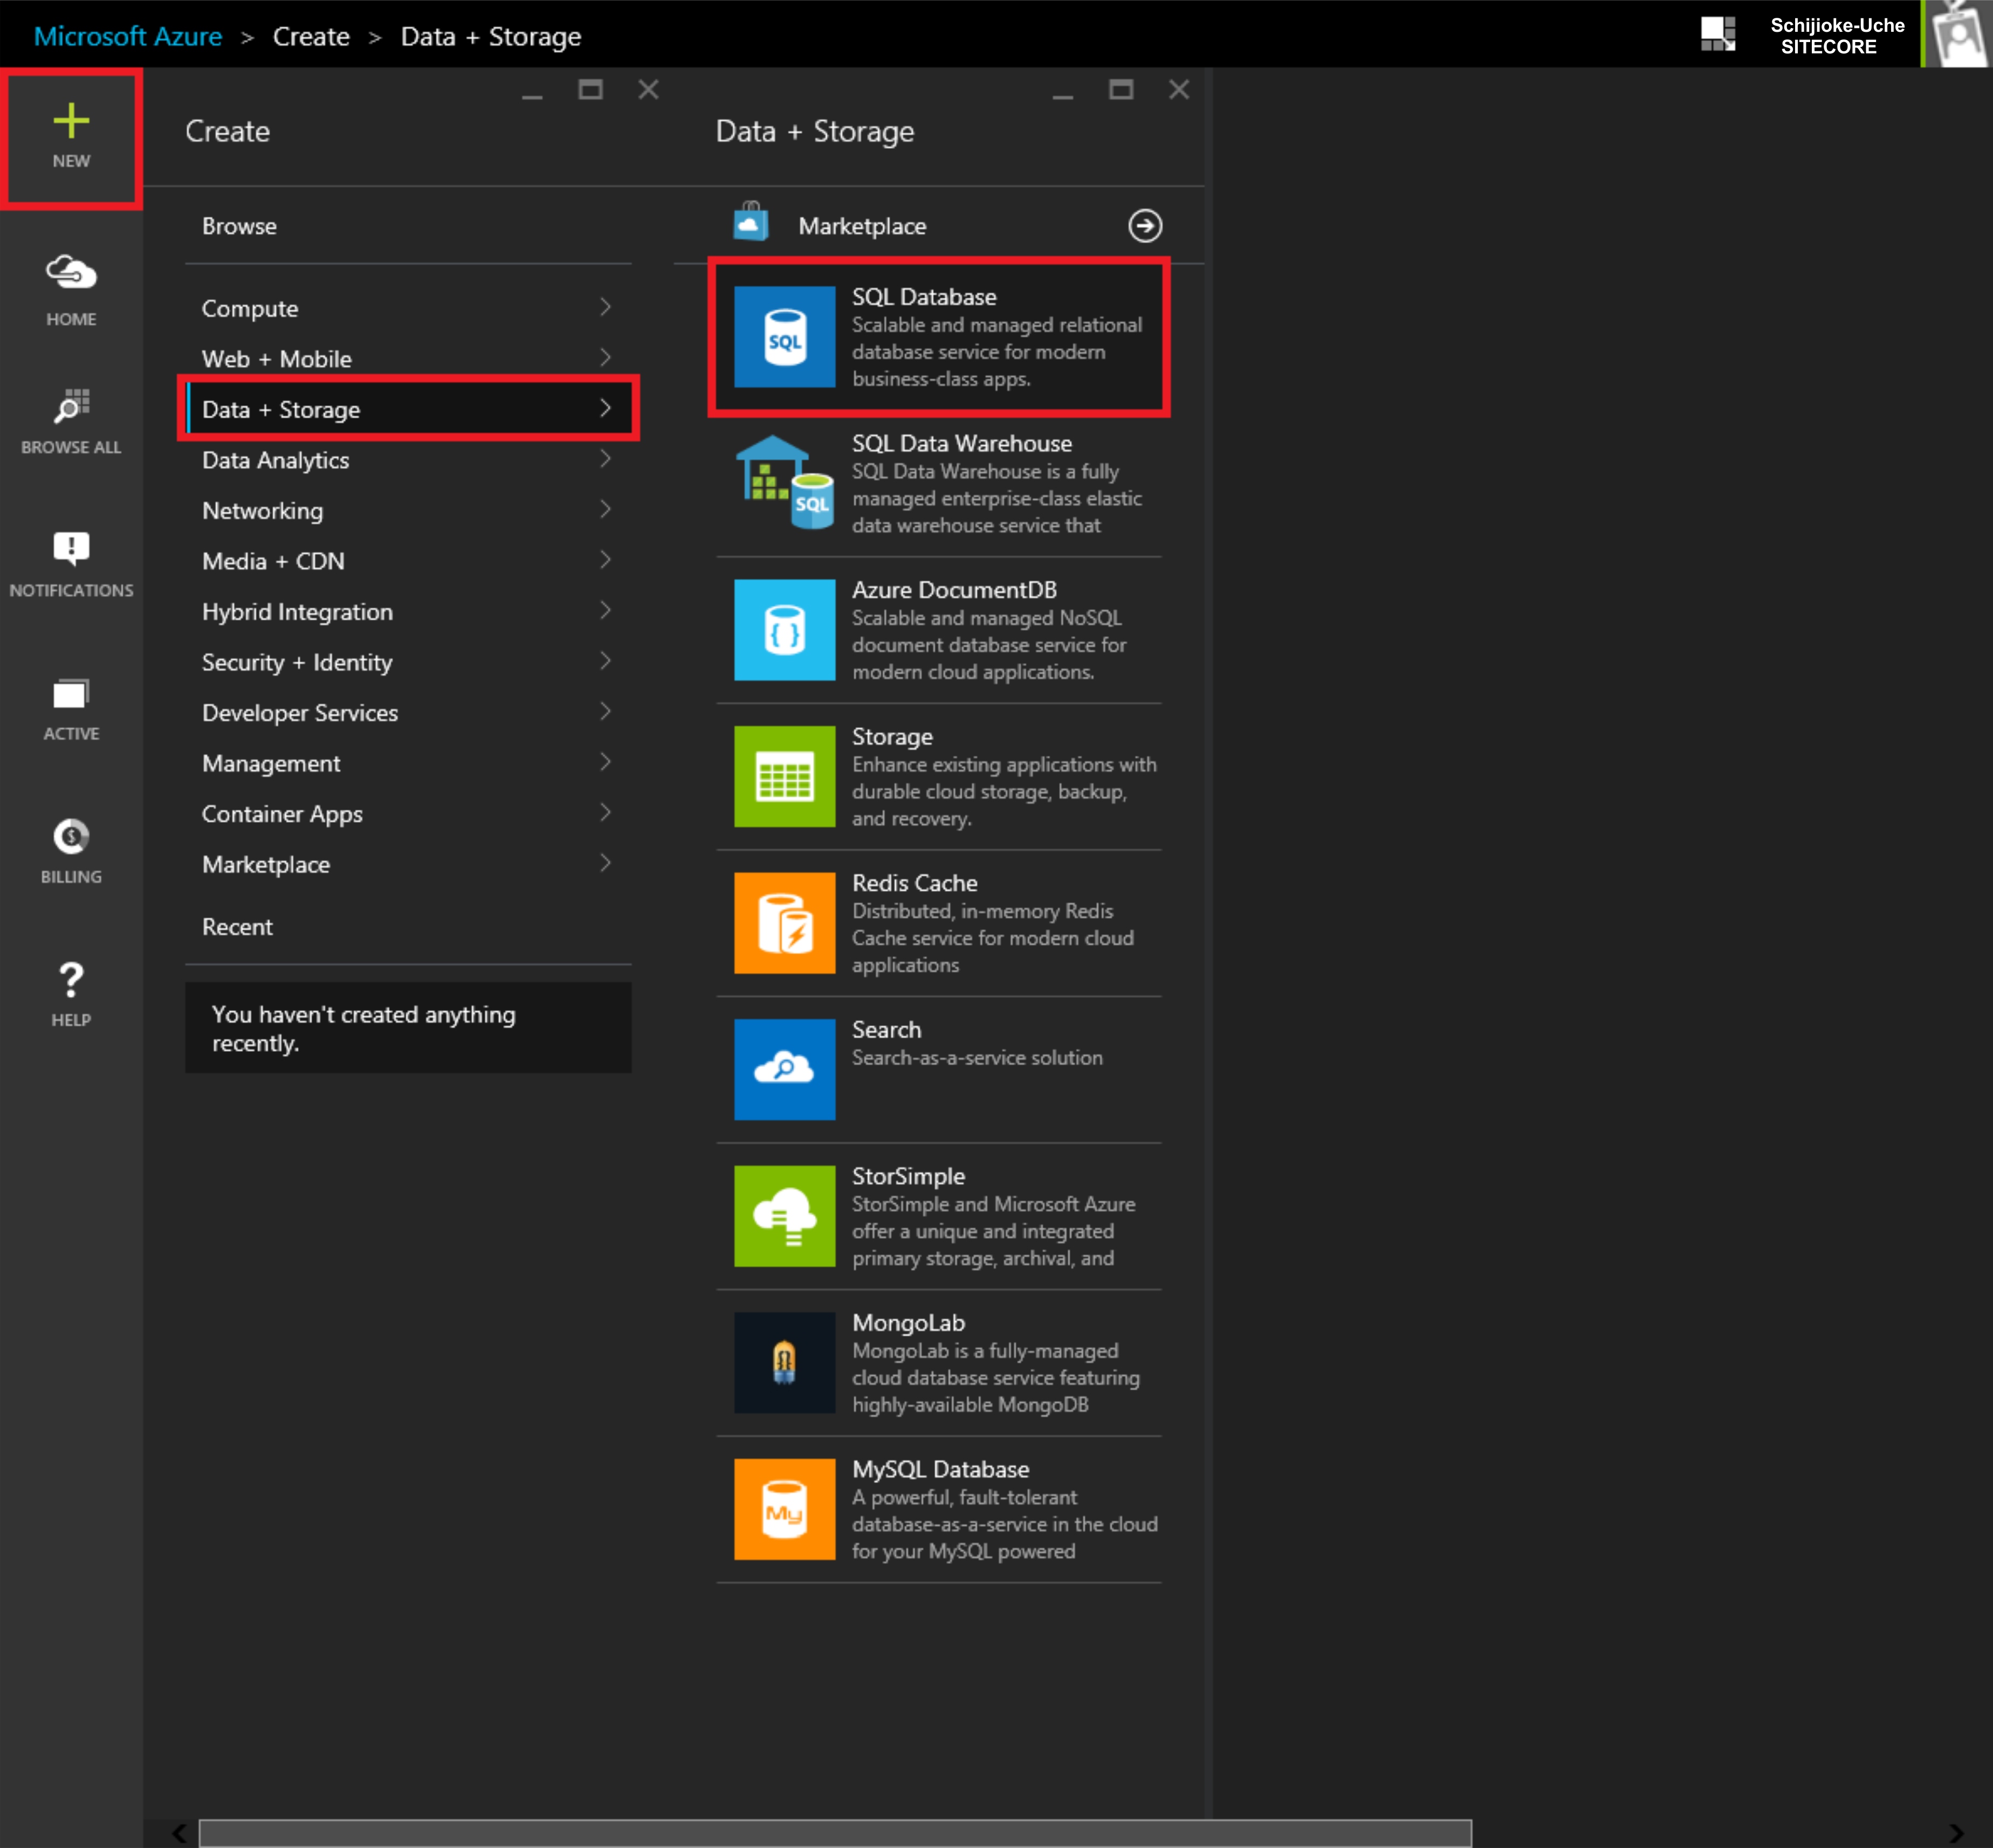 Microsoft Azure > Create > Data + Storage
Schijioke-Uche
SITECORE
NEW
HOME
BROWSE ALL
NOTIFICATIONS
ACTIVE
BILLING
HELP
Create
Browse
Compute
Web + Mobile
Data + Storage
Data Analytics
Networking
Media + CDN
Hybrid Integration
Security + Identity
Developer Services
Management
Container Apps
Marketplace
Recent
You haven't created anything
recently.
Data + Storage
Marketplace
SQL
SQL Database
Scalable and managed relational
database service for modern
business-class apps.
SQL
SQL Data Warehouse
SQL Data Warehouse is a fully
managed enterprise-class elastic
data warehouse service that
Azure DocumentDB
Scalable and managed NoSQL
document database service for
modern cloud applications.
Storage
Enhance existing applications with
durable cloud storage, backup,
and recovery.
Redis Cache
Distributed, in-memory Redis
Cache service for modern cloud
applications
Search
Search-as-a-service solution
StorSimple
StorSimple and Microsoft Azure
offer a unique and integrated
primary storage, archival, and
MongoLab
MongoLab is a fully-managed
cloud database service featuring
highly-available MongoDB
My
MySQL Database
A powerful, fault-tolerant
database-as-a-service in the cloud
for your MySQL powered